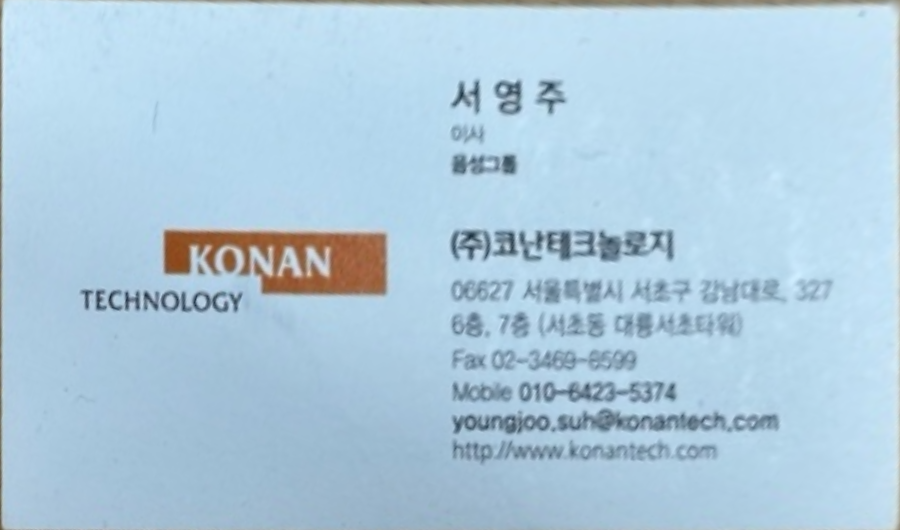 서영주
이사
음성그룹
KONAN
TECHNOLOGY
(주)코난테크놀로지
06627 서울특별시 서초구 강남대로, 327
6층, 7층 (서초동 대륭서초타워)
Fax 02-3469-8599
Mobile 010-6423-5374
youngjoo.suh@konantech.com
http://www.konantech.com